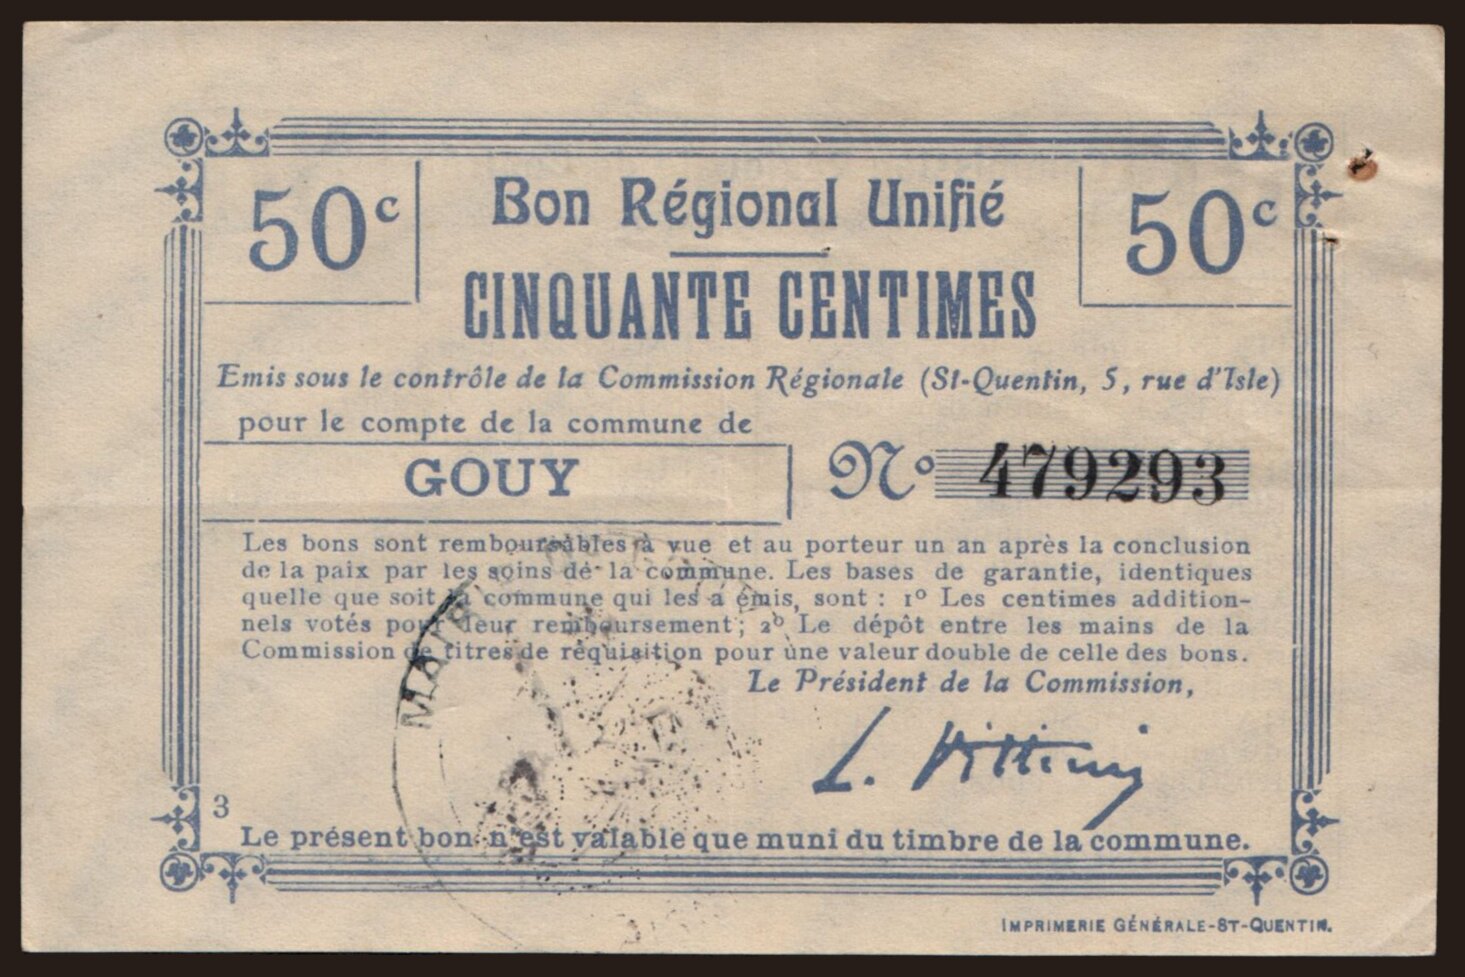 50c Bon Régional Unifié 50c
CINQUANTE CENTIMES
Emis sous le contrôle de la Commission Régionale (St-Quentin, 5, rue d'Isle)
pour le compte de la commune de
GOUY No 479293
Les bons sont remboursables à vue et au porteur un an après la conclusion
de la paix par les soins de la commune. Les bases de garantie, identiques
quelle que soit la commune qui les a émis, sont : 1o Les centimes addition-
nels votés pour leur remboursement; 2o Le dépôt entre les mains de la
Commission de titres de réquisition pour une valeur double de celle des bons.
Le Président de la Commission,
3
Le présent bon n'est valable que muni du timbre de la commune.
IMPRIMERIE GÉNÉRALE-ST-QUENTIN.